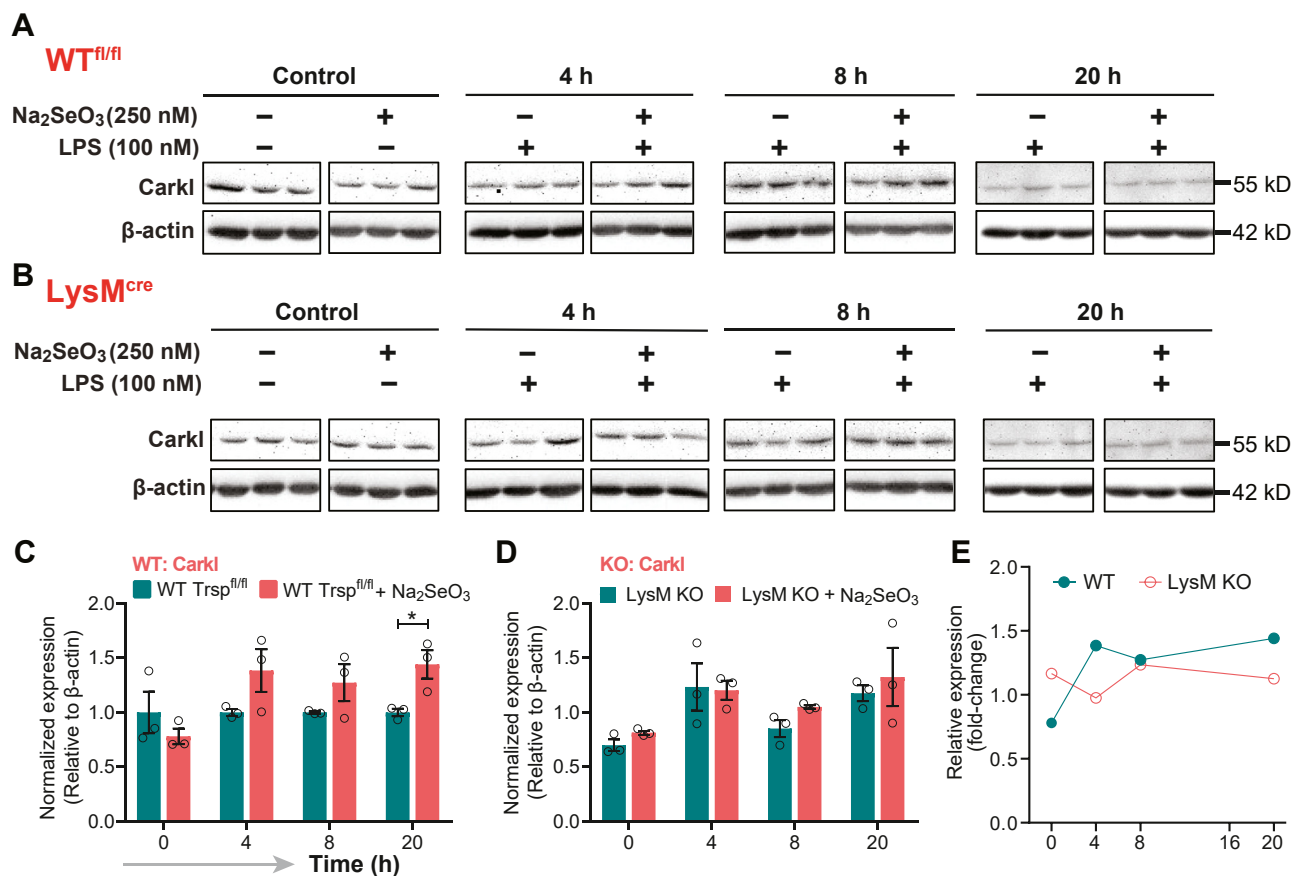 A
WTfl/fl
Control 4 h 8 h 20 h
Na₂SeO₃ (250 nM) − + − + − + − +
LPS (100 nM) − − + + + + + +
Carkl 55 kD
β-actin 42 kD
B
LysMcre
Control 4 h 8 h 20 h
Na₂SeO₃ (250 nM) − + − + − + − +
LPS (100 nM) − − + + + + + +
Carkl 55 kD
β-actin 42 kD
C
WT: Carkl
WT Trspfl/fl WT Trspfl/fl + Na₂SeO₃
Normalized expression
(Relative to β-actin)
2.0
1.5
1.0
0.5
0.0
*
0 4 8 20
Time (h)
D
KO: Carkl
LysM KO LysM KO + Na₂SeO₃
Normalized expression
(Relative to β-actin)
2.0
1.5
1.0
0.5
0.0
0 4 8 20
E
WT LysM KO
Relative expression
(fold-change)
2.0
1.5
1.0
0.5
0.0
0 4 8 16 20